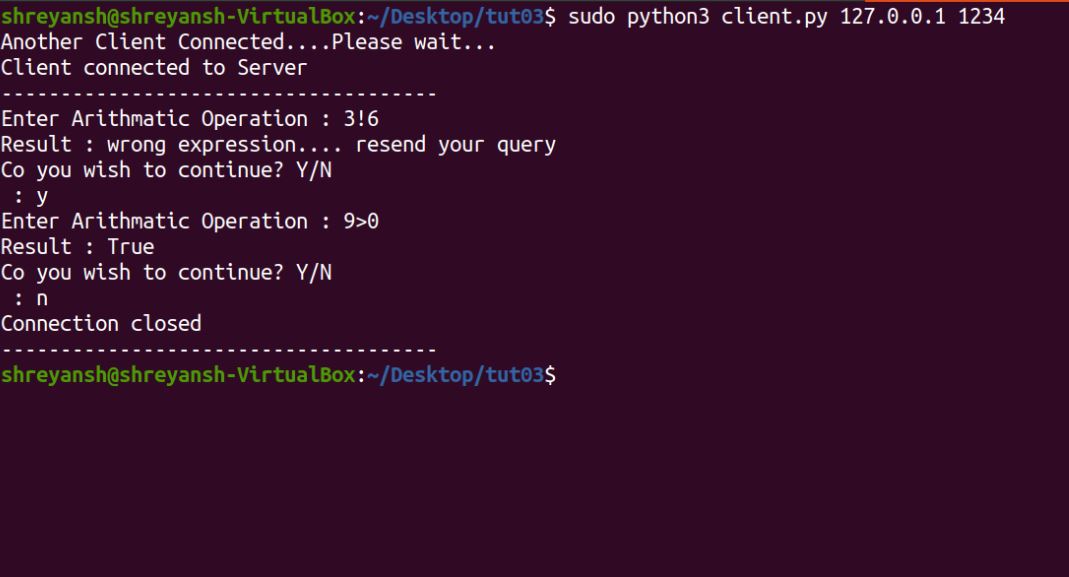 shreyansh@shreyansh-VirtualBox:~/Desktop/tut03$ sudo python3 client.py 127.0.0.1 1234
Another Client Connected....Please wait...
Client connected to Server
-------------------------------------
Enter Arithmatic Operation : 3!6
Result : wrong expression.... resend your query
Co you wish to continue? Y/N
 : y
Enter Arithmatic Operation : 9>0
Result : True
Co you wish to continue? Y/N
 : n
Connection closed
-------------------------------------
shreyansh@shreyansh-VirtualBox:~/Desktop/tut03$